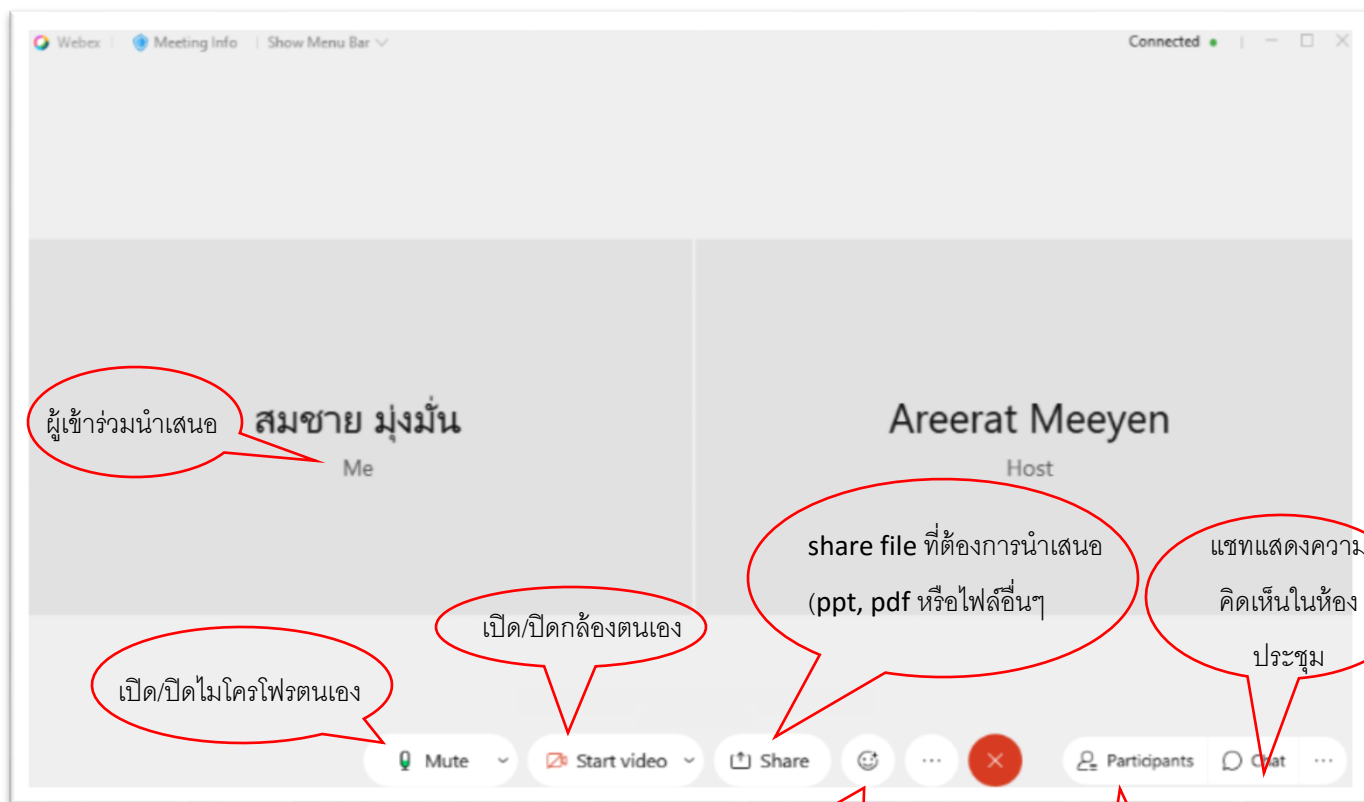 Webex
Meeting Info
Show Menu Bar
Connected
ผู้เข้าร่วมนำเสนอ
สมชาย มุ่งมั่น
Me
Areerat Meeyen
Host
share file ที่ต้องการนำเสนอ
(ppt, pdf หรือไฟล์อื่นๆ
แชทแสดงความ
คิดเห็นในห้อง
ประชุม
เปิด/ปิดกล้องตนเอง
เปิด/ปิดไมโครโฟรตนเอง
Mute
Start video
Share
Participants
Chat